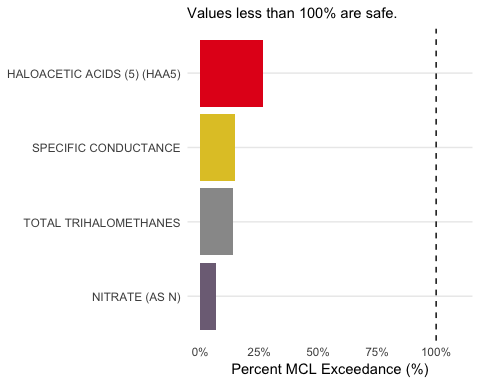 Values less than 100% are safe.
HALOACETIC ACIDS (5) (HAA5)
SPECIFIC CONDUCTANCE
TOTAL TRIHALOMETHANES
NITRATE (AS N)
0% 25% 50% 75% 100%
Percent MCL Exceedance (%)